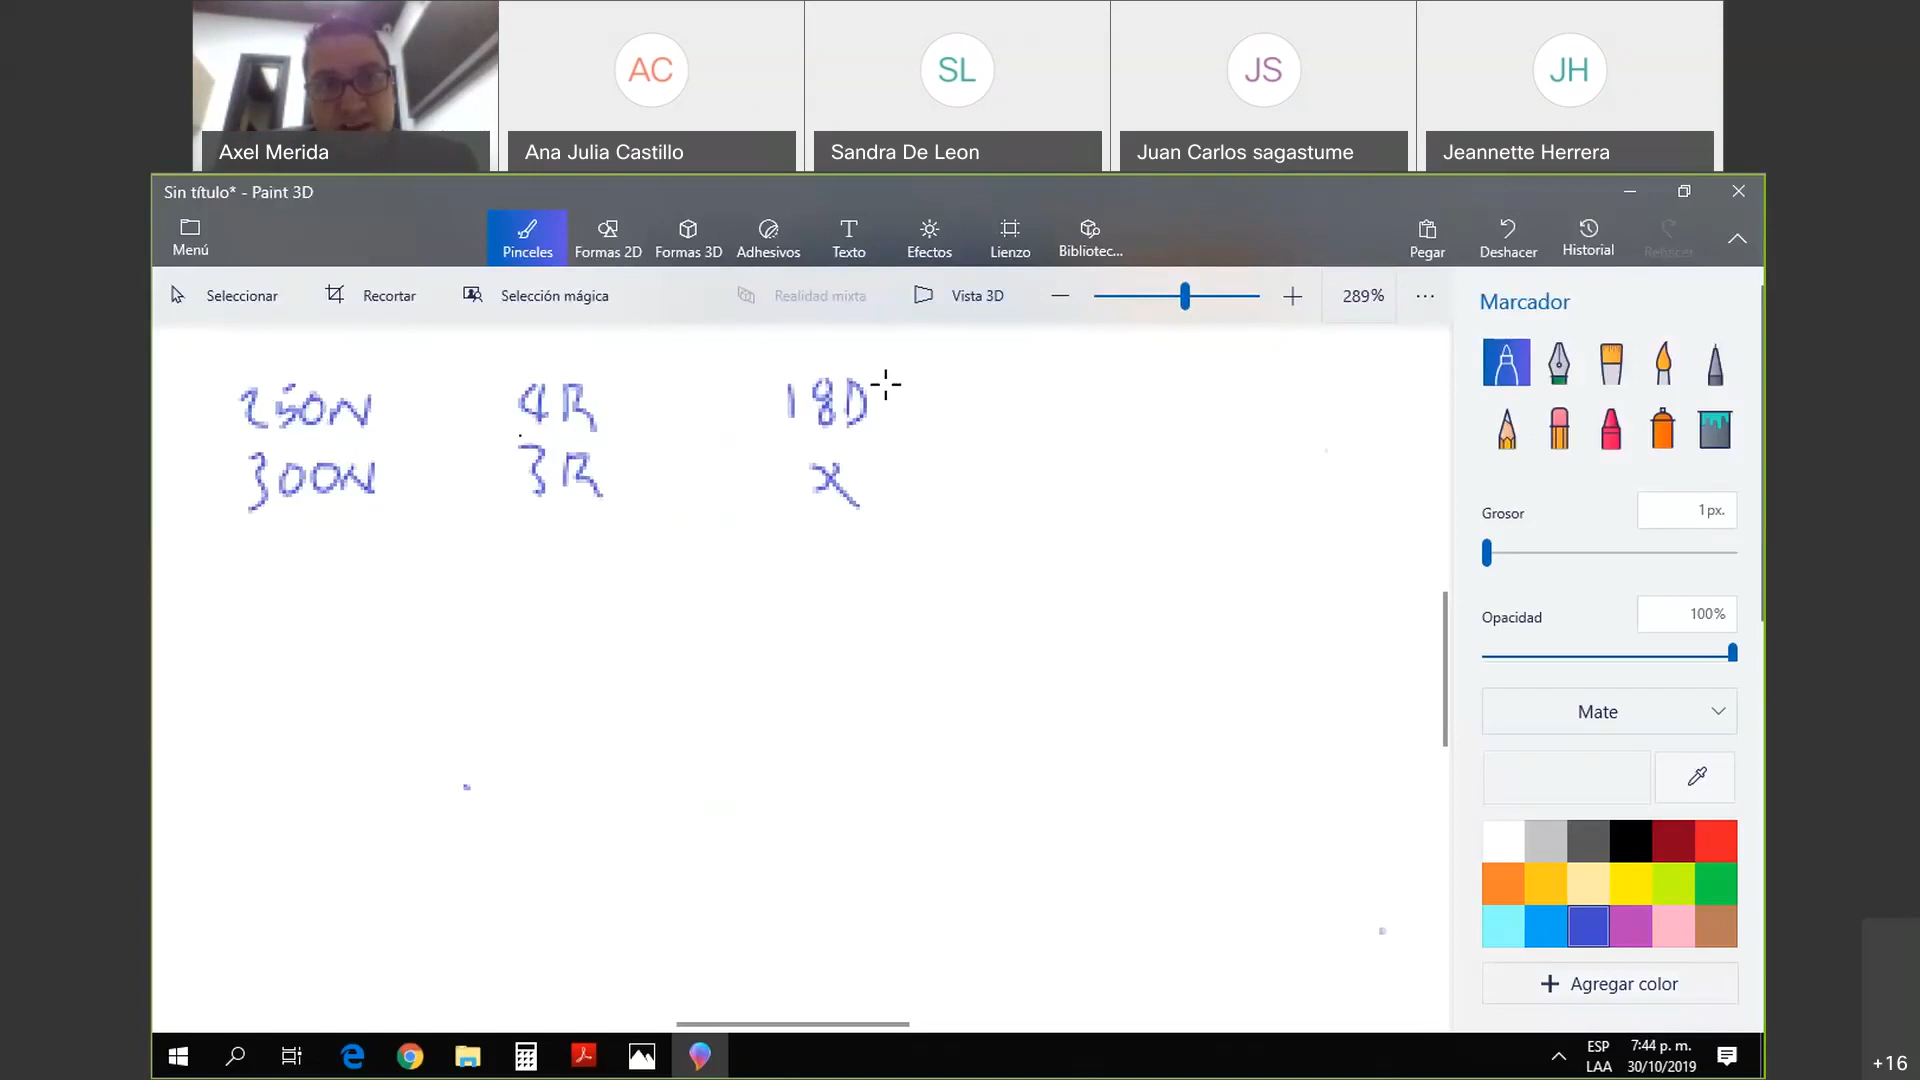 AC
SL
JS
JH
Axel Merida
Ana Julia Castillo
Sandra De Leon
Juan Carlos sagastume
Jeannette Herrera
Sin título* - Paint 3D
Menú
Pinceles
Formas 2D
Formas 3D
Adhesivos
Texto
Efectos
Lienzo
Bibliotec...
Pegar
Deshacer
Historial
Rehacer
Seleccionar
Recortar
Selección mágica
Realidad mixta
Vista 3D
289%
Marcador
250N 4R 18D
300N 3R x
Grosor
1px.
Opacidad
100%
Mate
Agregar color
ESP
LAA
7:44 p. m.
30/10/2019
+16